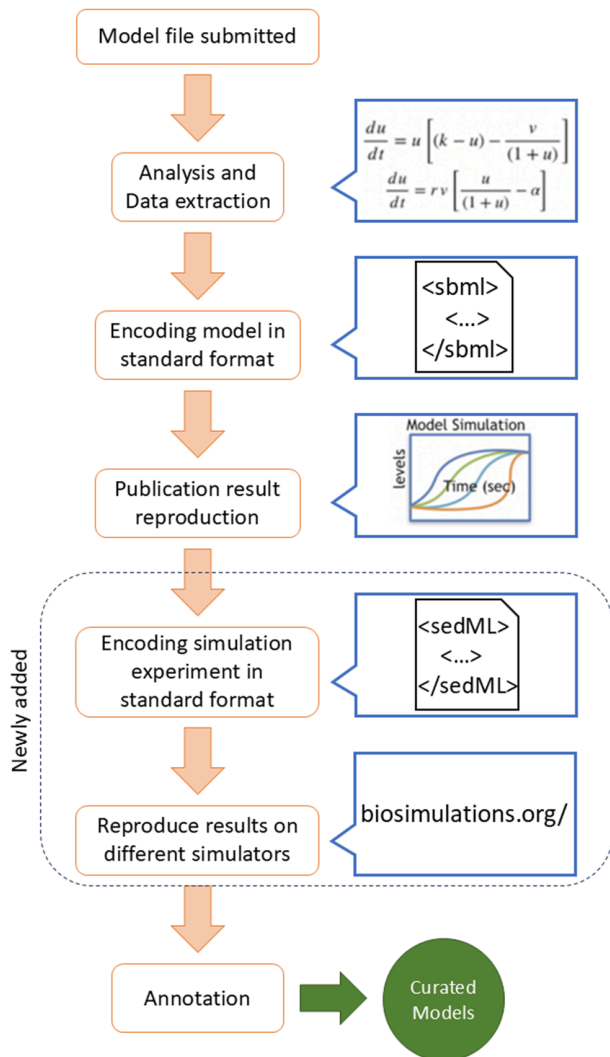 Model file submitted
Analysis and
Data extraction
du/dt = u [(k − u) − v/(1 + u)]
du/dt = rv [u/(1 + u) − α]
Encoding model in
standard format
<sbml>
<...>
</sbml>
Publication result
reproduction
Model Simulation
levels
Time (sec)
Newly added
Encoding simulation
experiment in
standard format
<sedML>
<...>
</sedML>
Reproduce results on
different simulators
biosimulations.org/
Annotation
Curated
Models